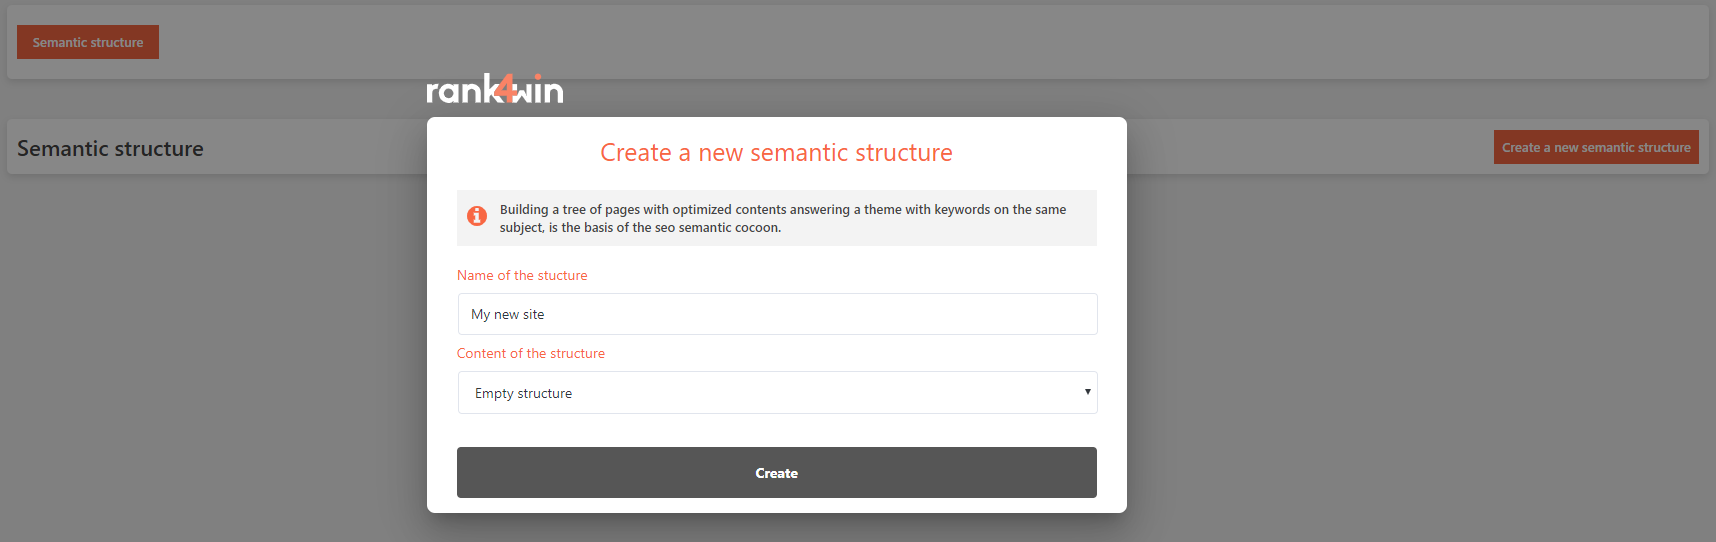 Semantic structure
rank4win
Semantic structure
Create a new semantic structure
Create a new semantic structure
Building a tree of pages with optimized contents answering a theme with keywords on the same
subject, is the basis of the seo semantic cocoon.
Name of the stucture
My new site
Content of the structure
Empty structure
Create